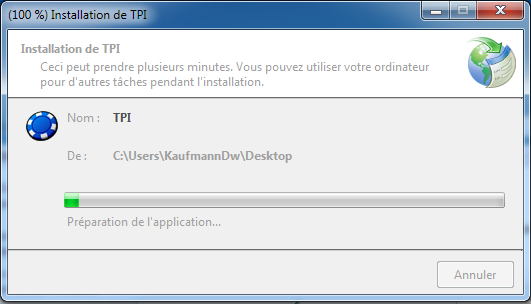 (100 %) Installation de TPI
Installation de TPI
Ceci peut prendre plusieurs minutes. Vous pouvez utiliser votre ordinateur
pour d'autres tâches pendant l'installation.
Nom : TPI
De : C:\Users\KaufmannDw\Desktop
Préparation de l'application...
Annuler